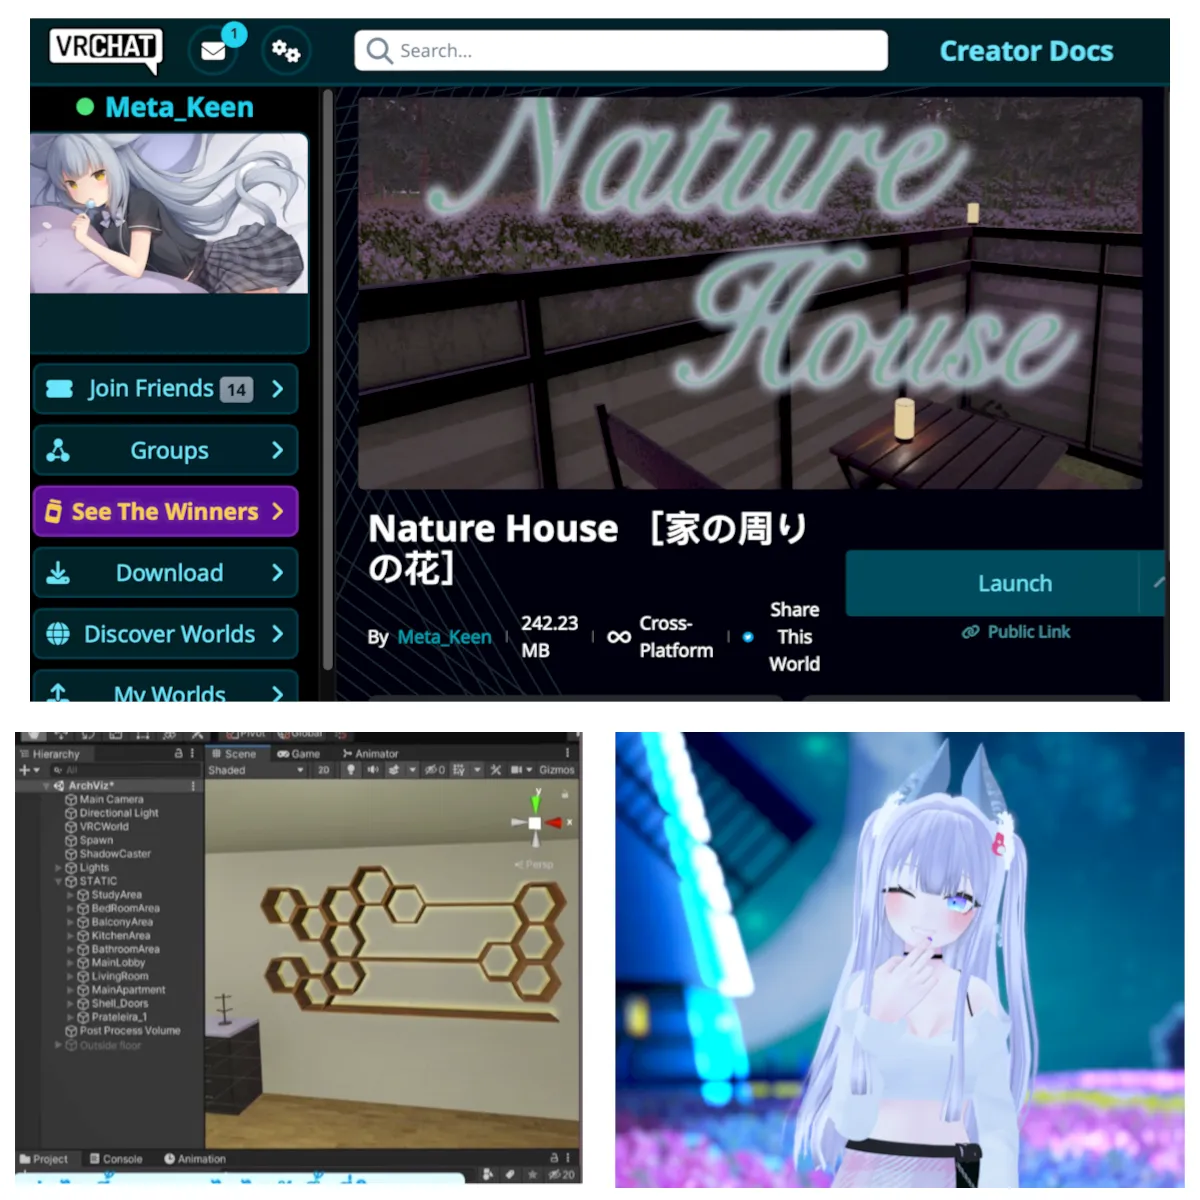 VRCHAT
1
Search...
Creator Docs
Meta_Keen
Join Friends 14
Groups
See The Winners
Download
Discover Worlds
My Worlds
Nature
House
Nature House ［家の周り
の花］
By Meta_Keen
242.23
MB
Cross-
Platform
Share
This
World
Launch
Public Link
Pivot Global
Hierarchy
All
ArchViz*
Main Camera
Directional Light
VRCWorld
Spawn
ShadowCaster
Lights
STATIC
StudyArea
BedRoomArea
BalconyArea
KitchenArea
BathroomArea
MainLobby
LivingRoom
MainApartment
Shell_Doors
Prateleira_1
Post Process Volume
Outside floor
Scene Game Animator
Shaded 2D 0 Gizmos
y
x
Persp
Project Console Animation
20